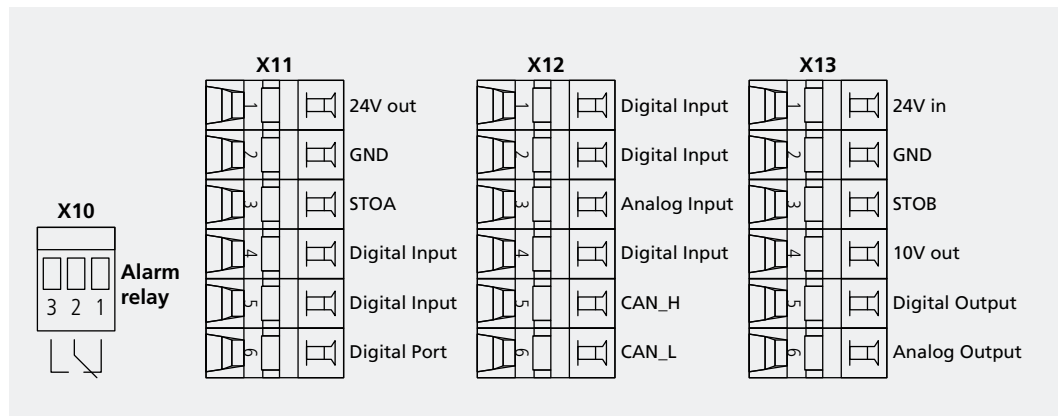 X10
3 2 1
Alarm
relay
X11
1 24V out
2 GND
3 STOA
4 Digital Input
5 Digital Input
6 Digital Port
X12
1 Digital Input
2 Digital Input
3 Analog Input
4 Digital Input
5 CAN_H
6 CAN_L
X13
1 24V in
2 GND
3 STOB
4 10V out
5 Digital Output
6 Analog Output